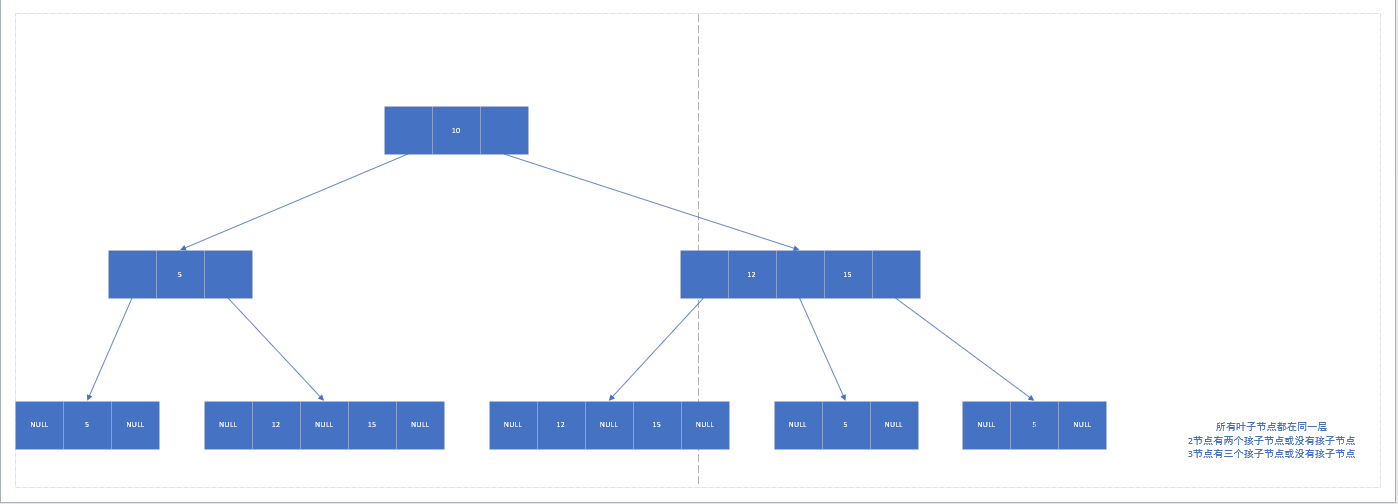 10
5
12 15
NULL 5 NULL
NULL 12 NULL 15 NULL
NULL 12 NULL 15 NULL
NULL 5 NULL
NULL 5 NULL
所有叶子节点都在同一层
2节点有两个孩子节点或没有孩子节点
3节点有三个孩子节点或没有孩子节点